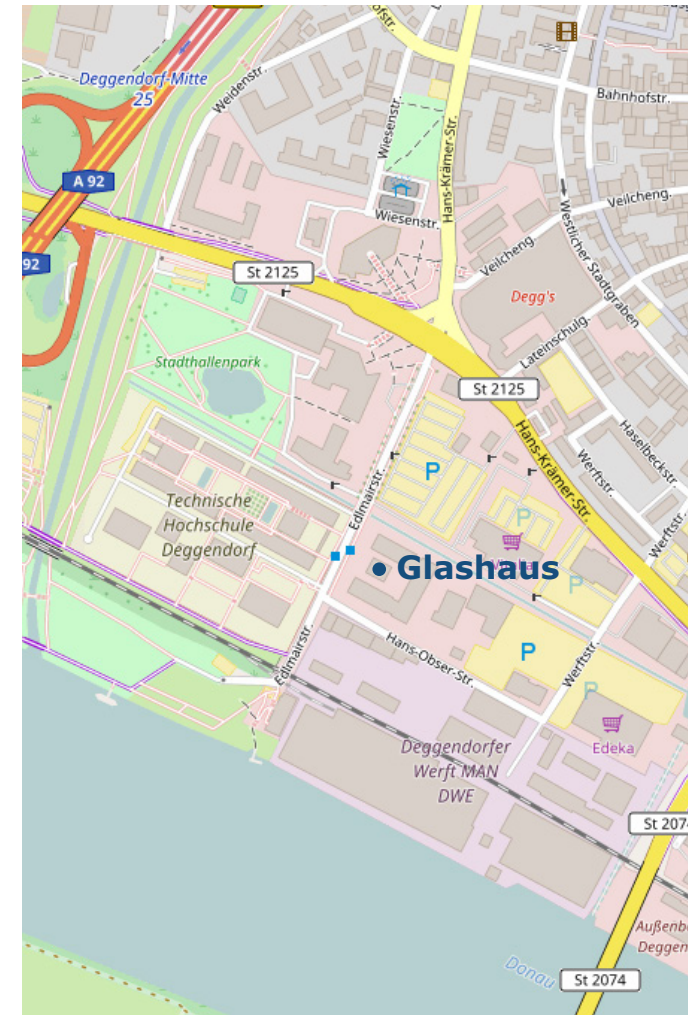 Deggendorf-Mitte
25
A 92
92
Weidenstr.
Wiesenstr.
Wiesenstr.
Hans-Krämer-Str.
Bahnhofstr.
Veilcheng.
Veilcheng.
Westlicher Stadtgraben
St 2125
Degg's
Lateinschulg.
Stadthallenpark
St 2125
Hans-Krämer-Str.
Haselbeckstr.
Werftstr.
Werftstr.
P
P
Edlmairstr.
Technische
Hochschule
Deggendorf
• Glashaus
P
Edlmairstr.
Hans-Obser-Str.
P
P
Werftstr.
Edeka
Deggendorfer
Werft MAN
DWE
St 2074
Donau
St 2074